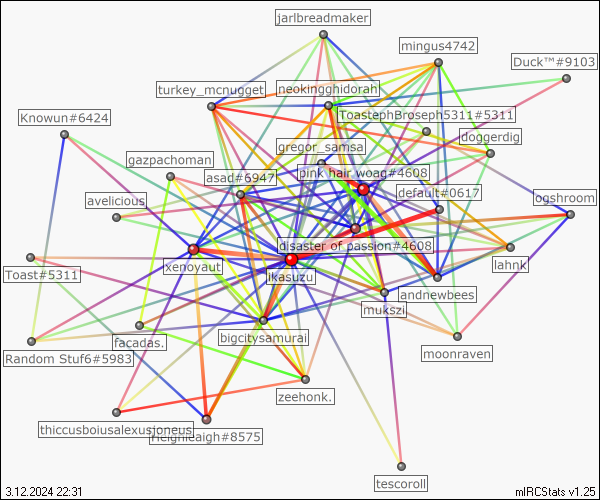 jarlbreadmaker
mingus4742
Duck™#9103
turkey_mcnugget
neokingghidorah
Knowun#6424
ToastephBroseph5311#5311
doggerdig
gregor_samsa
gazpachoman
pink hair woag#4608
asad#6947
default#0617
avelicious
ogshroom
disaster of passion#4608
xenoyaut
lahnk
Toast#5311
ikasuzu
andnewbees
mukszi
bigcitysamurai
facadas.
Random Stuf6#5983
moonraven
zeehonk.
thiccusboiusalexusjoneus
#8575
tescoroll
3.12.2024 22:31
mIRCStats v1.25